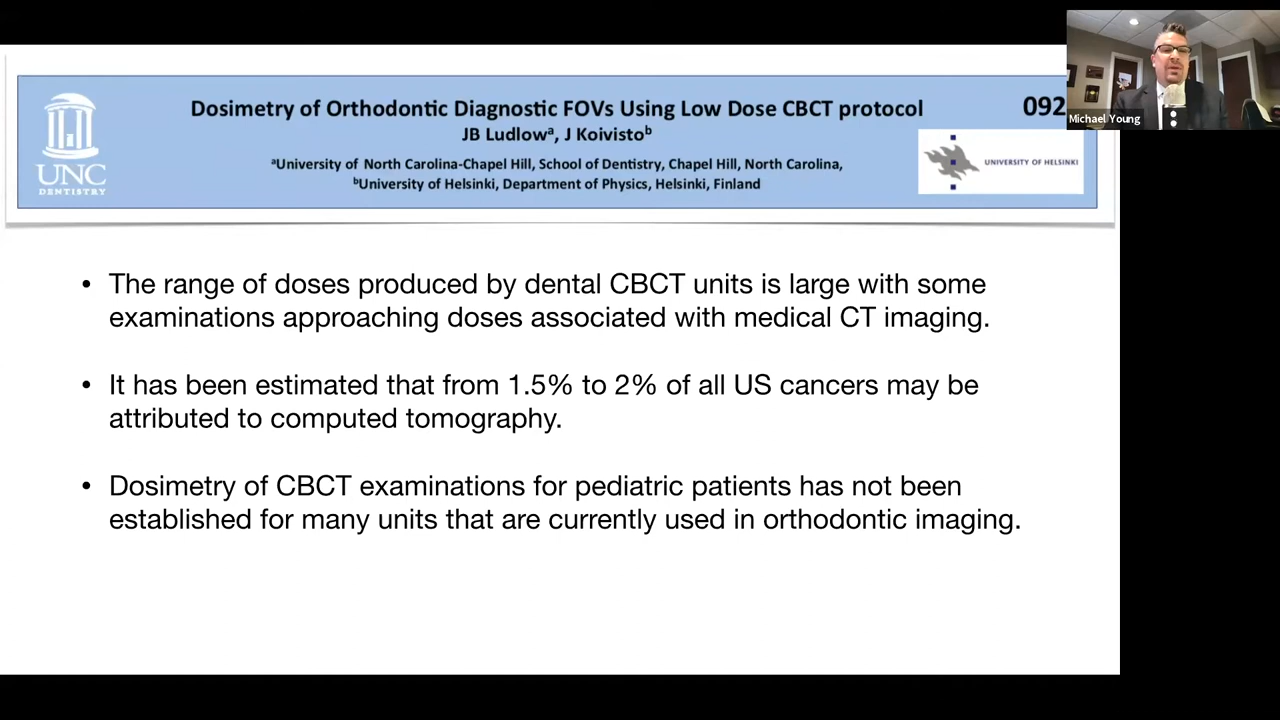 Dosimetry of Orthodontic Diagnostic FOVs Using Low Dose CBCT protocol
092
JB Ludlowᵃ, J Koivistoᵇ
ᵃUniversity of North Carolina-Chapel Hill, School of Dentistry, Chapel Hill, North Carolina,
ᵇUniversity of Helsinki, Department of Physics, Helsinki, Finland
UNC
DENTISTRY
UNIVERSITY OF HELSINKI
Michael Young
• The range of doses produced by dental CBCT units is large with some
examinations approaching doses associated with medical CT imaging.
• It has been estimated that from 1.5% to 2% of all US cancers may be
attributed to computed tomography.
• Dosimetry of CBCT examinations for pediatric patients has not been
established for many units that are currently used in orthodontic imaging.